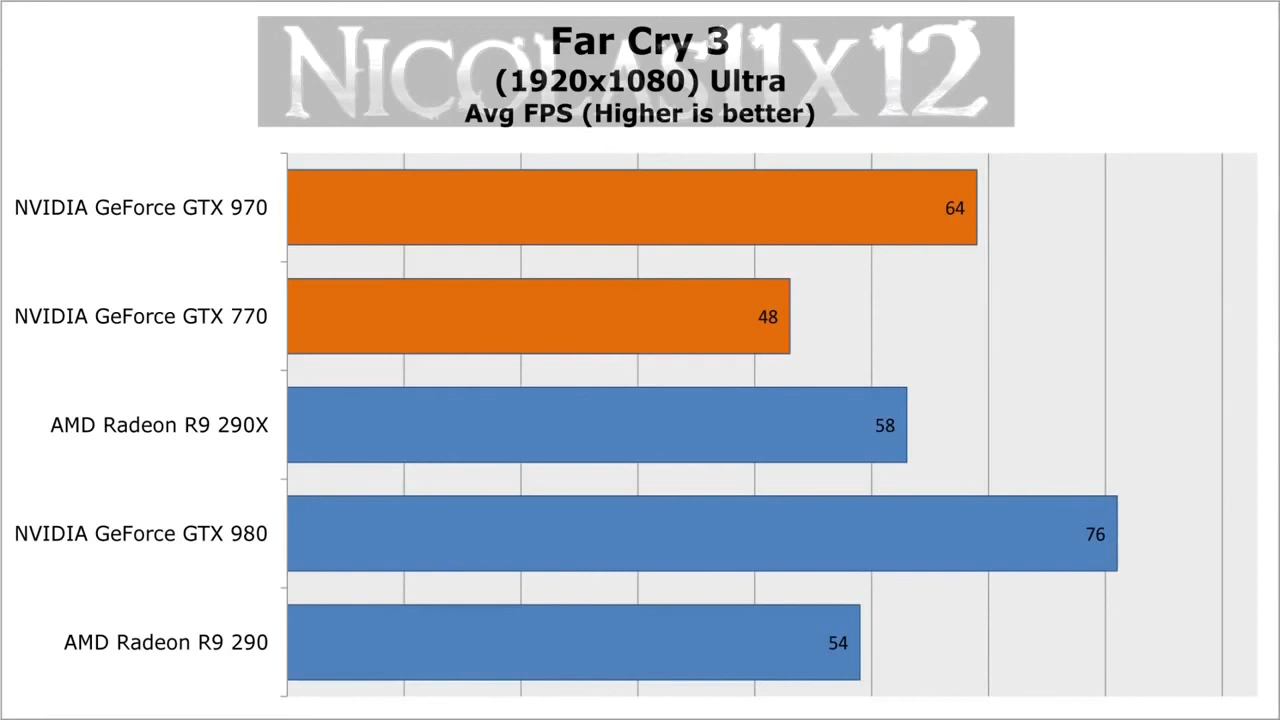 NICOLAS11X12
Far Cry 3
(1920x1080) Ultra
Avg FPS (Higher is better)
NVIDIA GeForce GTX 970
64
NVIDIA GeForce GTX 770
48
AMD Radeon R9 290X
58
NVIDIA GeForce GTX 980
76
AMD Radeon R9 290
54